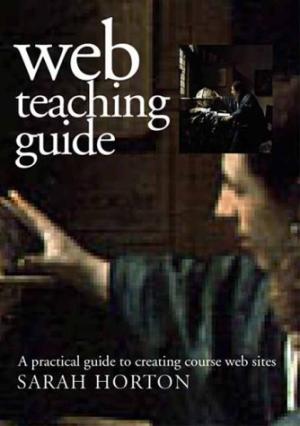 web
teaching
guide
A practical guide to creating course web sites
SARAH HORTON